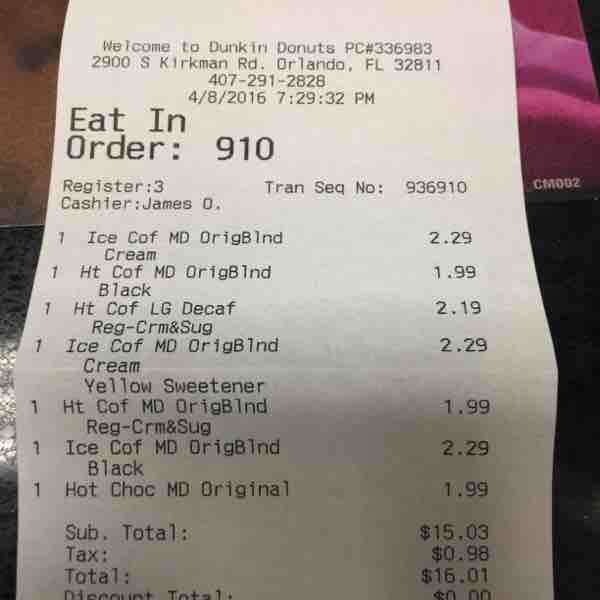 Welcome to Dunkin Donuts PC#336983
2900 S Kirkman Rd. Orlando, FL 32811
407-291-2828
4/8/2016 7:29:32 PM
Eat In
Order: 910
Register:3 Tran Seq No: 936910
Cashier:James O.
CM002
1 Ice Cof MD OrigBlnd 2.29
Cream
1 Ht Cof MD OrigBlnd 1.99
Black
1 Ht Cof LG Decaf 2.19
Reg-Crm&Sug
1 Ice Cof MD OrigBlnd 2.29
Cream
Yellow Sweetener
1 Ht Cof MD OrigBlnd 1.99
Reg-Crm&Sug
1 Ice Cof MD OrigBlnd 2.29
Black
1 Hot Choc MD Original 1.99
Sub. Total: $15.03
Tax: $0.98
Total: $16.01
Discount Total: $0.00